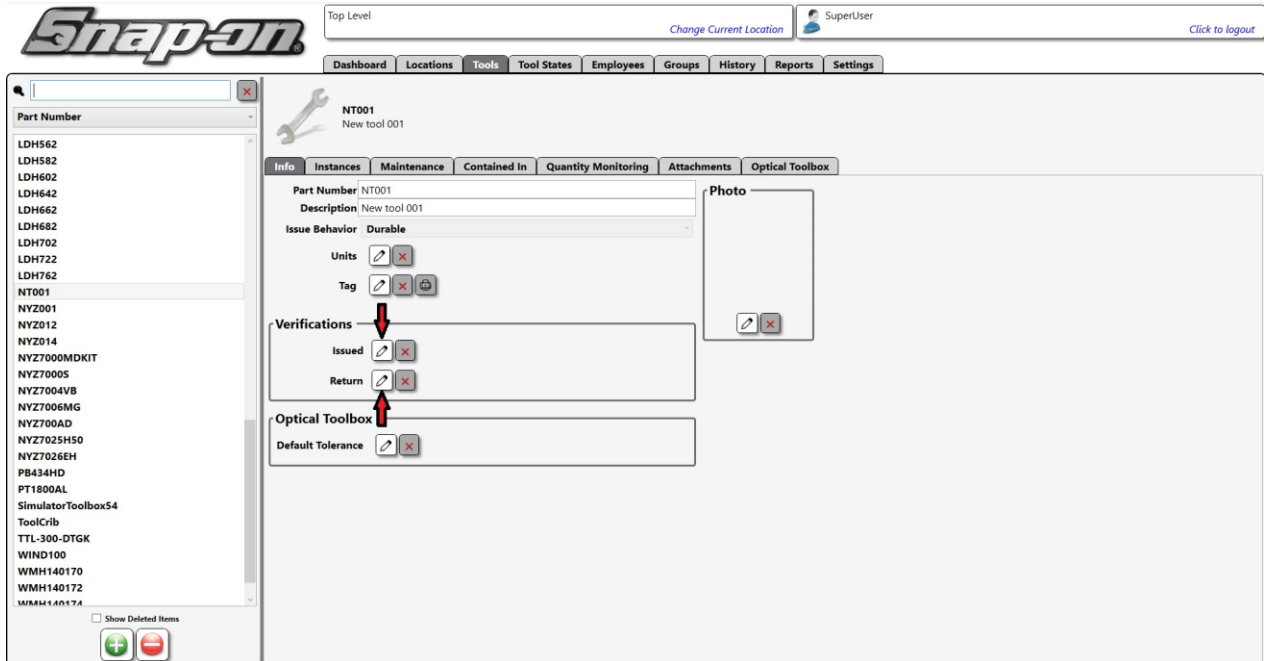 Snap-on
Top Level
Change Current Location
SuperUser
Click to logout
Dashboard Locations Tools Tool States Employees Groups History Reports Settings
Part Number
LDH562
LDH582
LDH602
LDH642
LDH662
LDH682
LDH702
LDH722
LDH762
NT001
NYZ001
NYZ012
NYZ014
NYZ7000MDKIT
NYZ7000S
NYZ7004VB
NYZ7006MG
NYZ700AD
NYZ7025H50
NYZ7026EH
PB434HD
PT1800AL
SimulatorToolbox54
ToolCrib
TTL-300-DTGK
WIND100
WMH140170
WMH140172
WMH140174
Show Deleted Items
NT001
New tool 001
Info Instances Maintenance Contained In Quantity Monitoring Attachments Optical Toolbox
Part Number NT001
Description New tool 001
Issue Behavior Durable
Units
Tag
Verifications
Issued
Return
Optical Toolbox
Default Tolerance
Photo